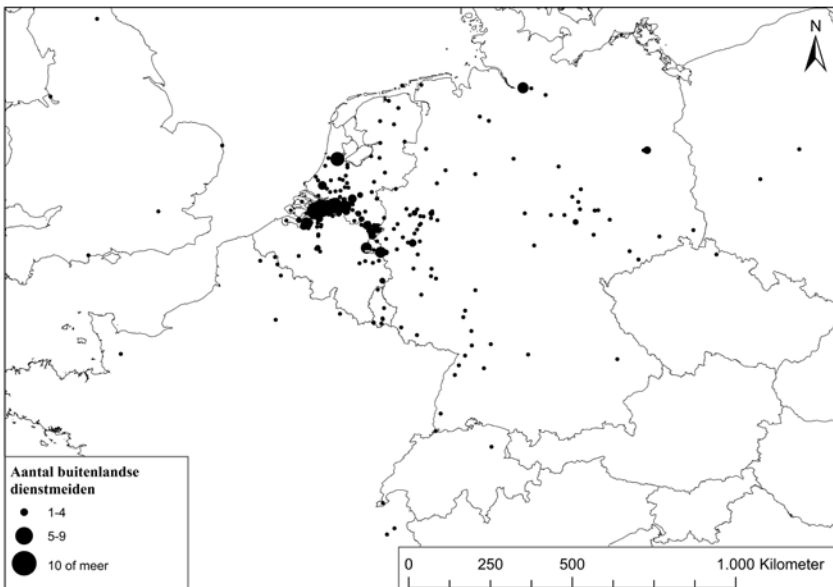 N
Aantal buitenlandse
dienstmeiden
1-4
5-9
10 of meer
0 250 500 1.000 Kilometer